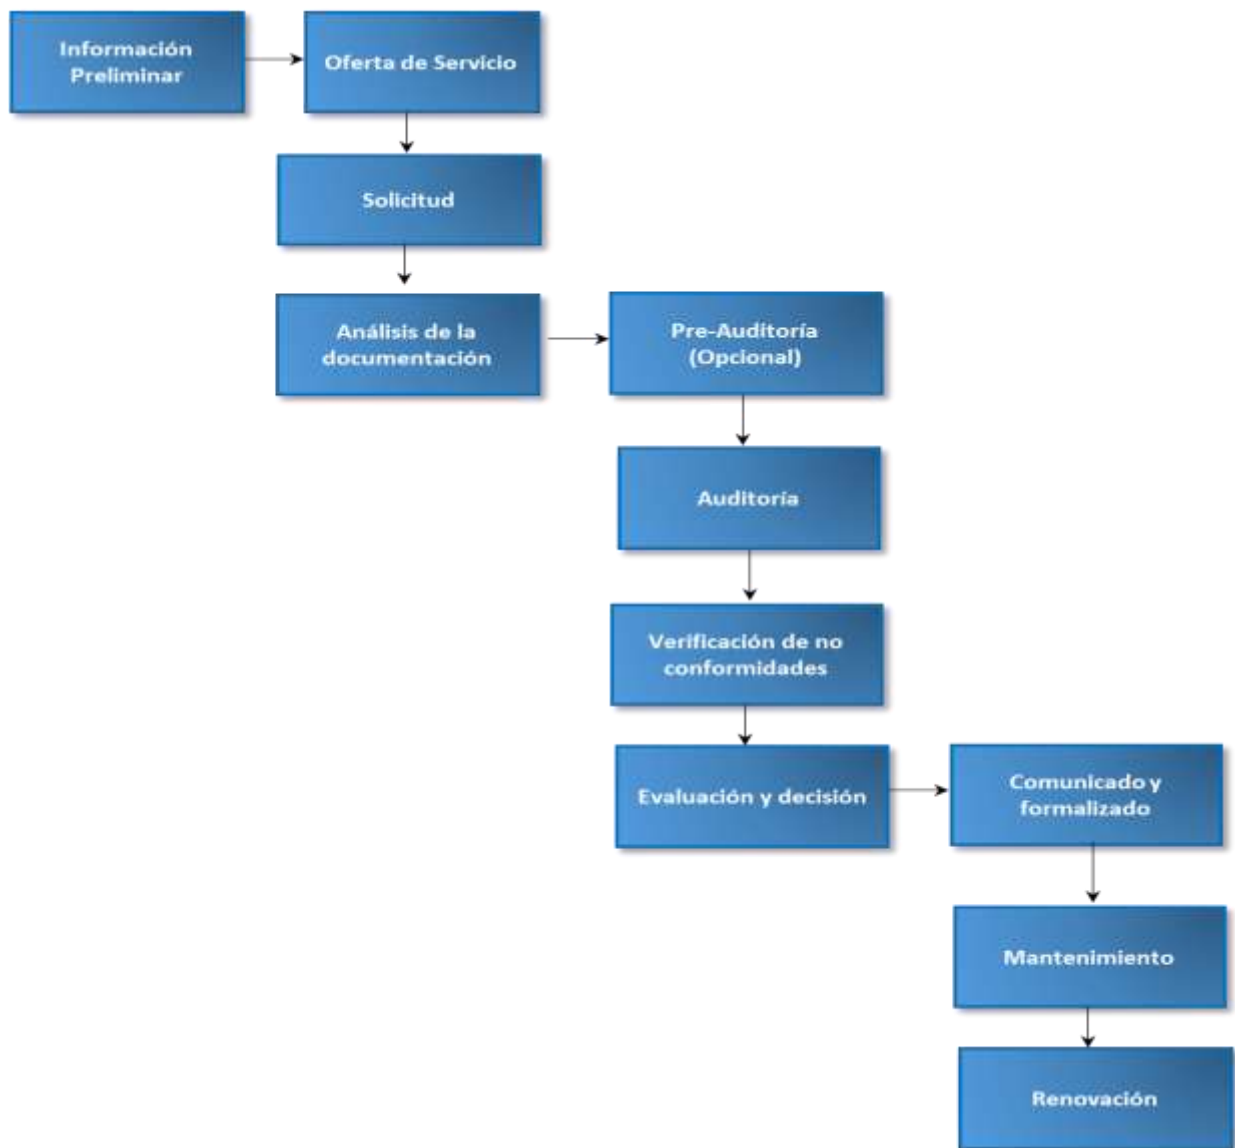 Información
Preliminar
Oferta de Servicio
Solicitud
Análisis de la
documentación
Pre-Auditoría
(Opcional)
Auditoría
Verificación de no
conformidades
Evaluación y decisión
Comunicado y
formalizado
Mantenimiento
Renovación